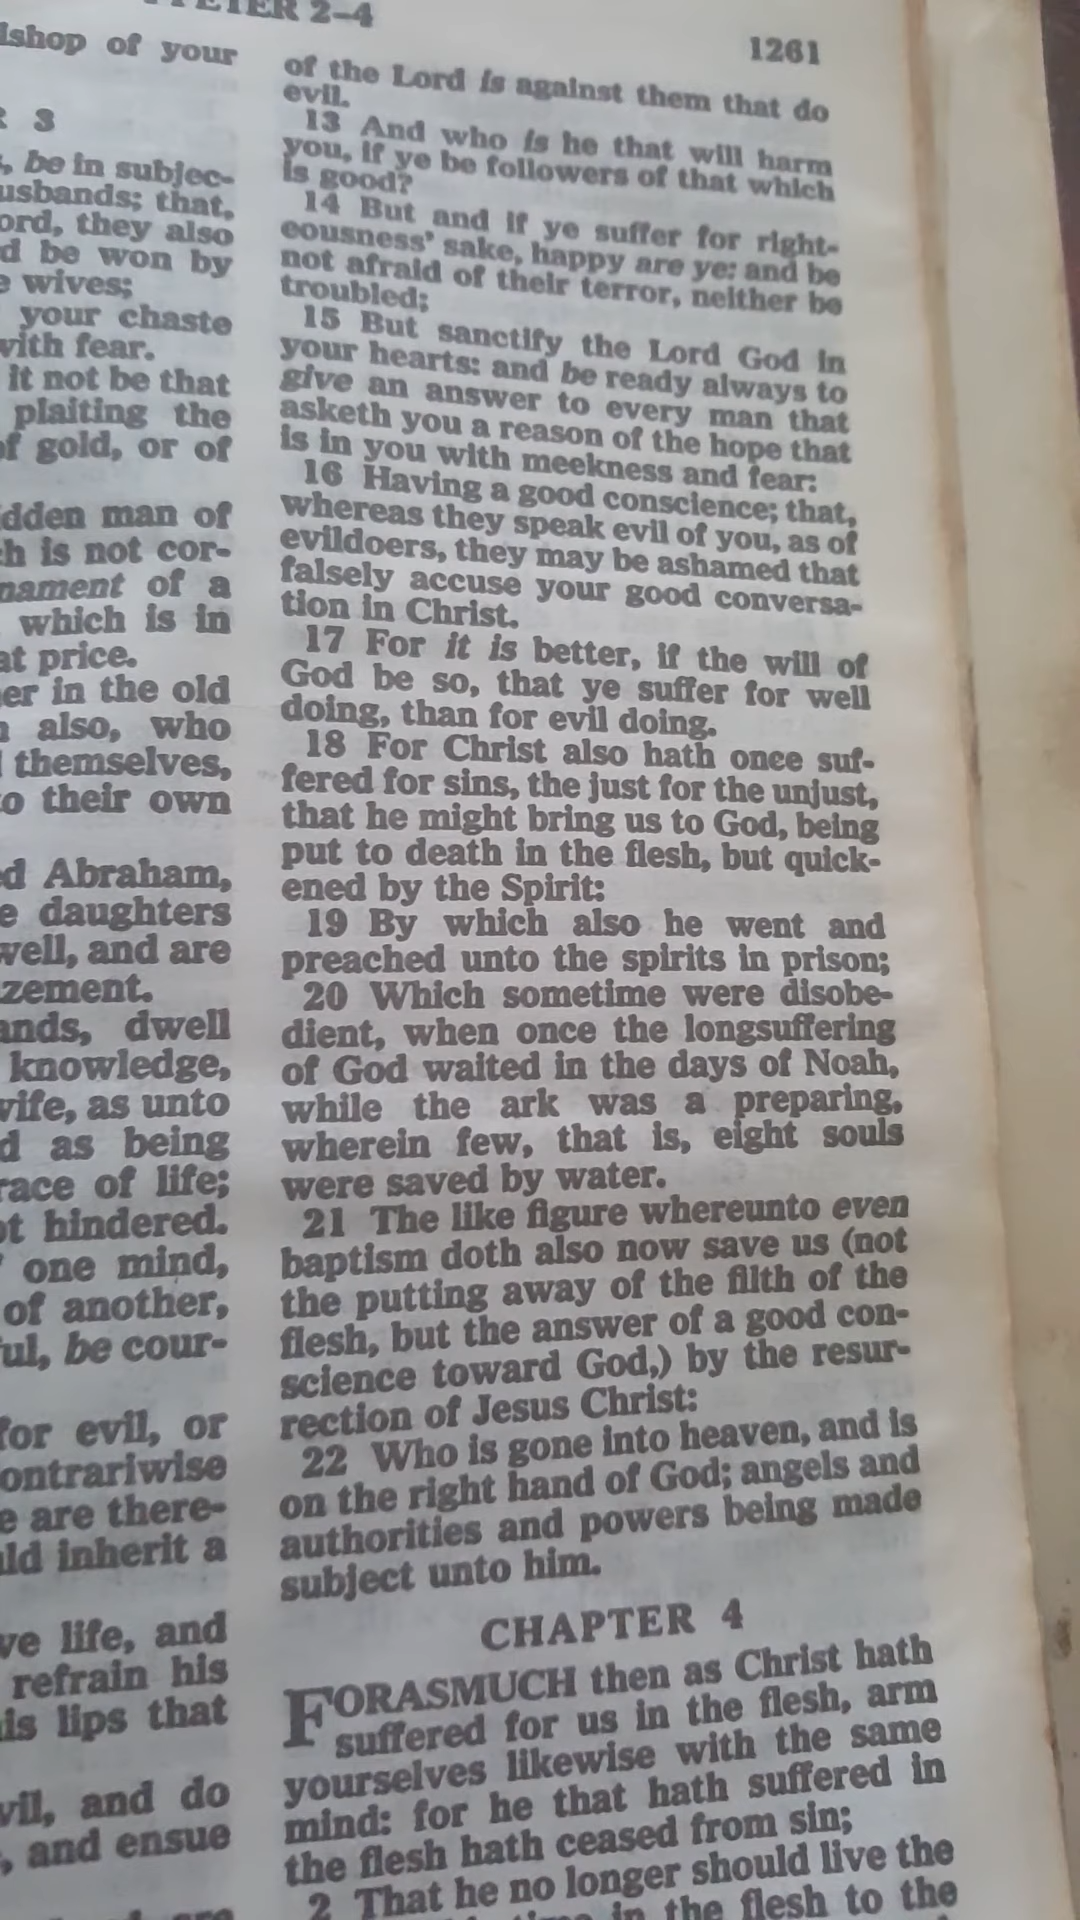 PETER 2–4
1261
ishop of your
3
, be in subjec-
usbands; that,
ord, they also
d be won by
e wives;
your chaste
with fear.
it not be that
plaiting the
of gold, or of
dden man of
ch is not cor-
nament of a
which is in
at price.
er in the old
also, who
themselves,
to their own
ed Abraham,
e daughters
well, and are
zement.
ands, dwell
knowledge,
wife, as unto
d as being
race of life;
ot hindered.
one mind,
of another,
ful, be cour-
for evil, or
ontrariwise
e are there-
uld inherit a
ve life, and
refrain his
is lips that
vil, and do
, and ensue
of the Lord is against them that do
evil.
13 And who is he that will harm
you, if ye be followers of that which
is good?
14 But and if ye suffer for right-
eousness' sake, happy are ye: and be
not afraid of their terror, neither be
troubled;
15 But sanctify the Lord God in
your hearts: and be ready always to
give an answer to every man that
asketh you a reason of the hope that
is in you with meekness and fear:
16 Having a good conscience; that,
whereas they speak evil of you, as of
evildoers, they may be ashamed that
falsely accuse your good conversa-
tion in Christ.
17 For it is better, if the will of
God be so, that ye suffer for well
doing, than for evil doing.
18 For Christ also hath once suf-
fered for sins, the just for the unjust,
that he might bring us to God, being
put to death in the flesh, but quick-
ened by the Spirit:
19 By which also he went and
preached unto the spirits in prison;
20 Which sometime were disobe-
dient, when once the longsuffering
of God waited in the days of Noah,
while the ark was a preparing,
wherein few, that is, eight souls
were saved by water.
21 The like figure whereunto even
baptism doth also now save us (not
the putting away of the filth of the
flesh, but the answer of a good con-
science toward God,) by the resur-
rection of Jesus Christ:
22 Who is gone into heaven, and is
on the right hand of God; angels and
authorities and powers being made
subject unto him.
CHAPTER 4
FORASMUCH then as Christ hath
suffered for us in the flesh, arm
yourselves likewise with the same
mind: for he that hath suffered in
the flesh hath ceased from sin;
2 That he no longer should live the
in the flesh to the